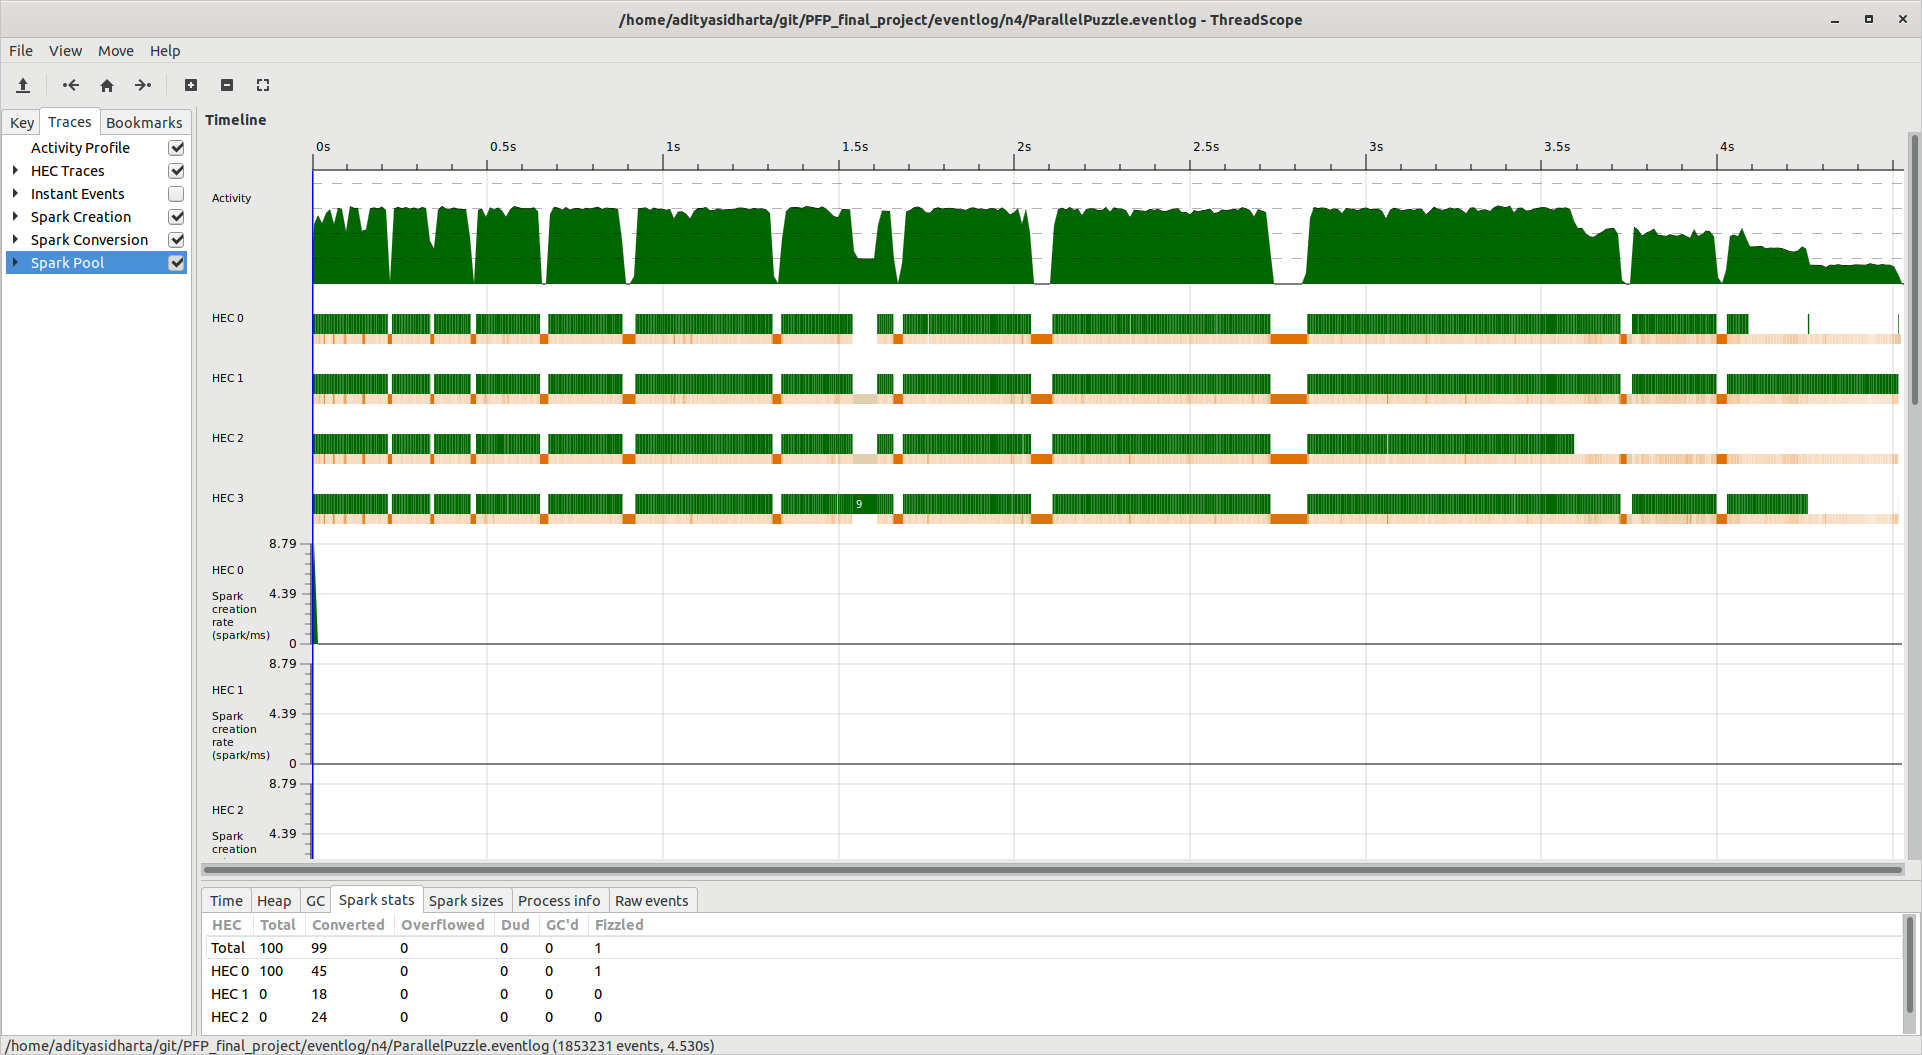 /home/adityasidharta/git/PFP_final_project/eventlog/n4/ParallelPuzzle.eventlog - ThreadScope
File View Move Help
Key Traces Bookmarks
Activity Profile
HEC Traces
Instant Events
Spark Creation
Spark Conversion
Spark Pool
Timeline
0s 0.5s 1s 1.5s 2s 2.5s 3s 3.5s 4s
Activity
HEC 0
HEC 1
HEC 2
HEC 3
9
8.79
HEC 0
Spark creation rate (spark/ms)
4.39
0
8.79
HEC 1
Spark creation rate (spark/ms)
4.39
0
8.79
HEC 2
Spark creation
4.39
Time Heap GC Spark stats Spark sizes Process info Raw events
HEC Total Converted Overflowed Dud GC'd Fizzled
Total 100 99 0 0 0 1
HEC 0 100 45 0 0 0 1
HEC 1 0 18 0 0 0 0
HEC 2 0 24 0 0 0 0
/home/adityasidharta/git/PFP_final_project/eventlog/n4/ParallelPuzzle.eventlog (1853231 events, 4.530s)